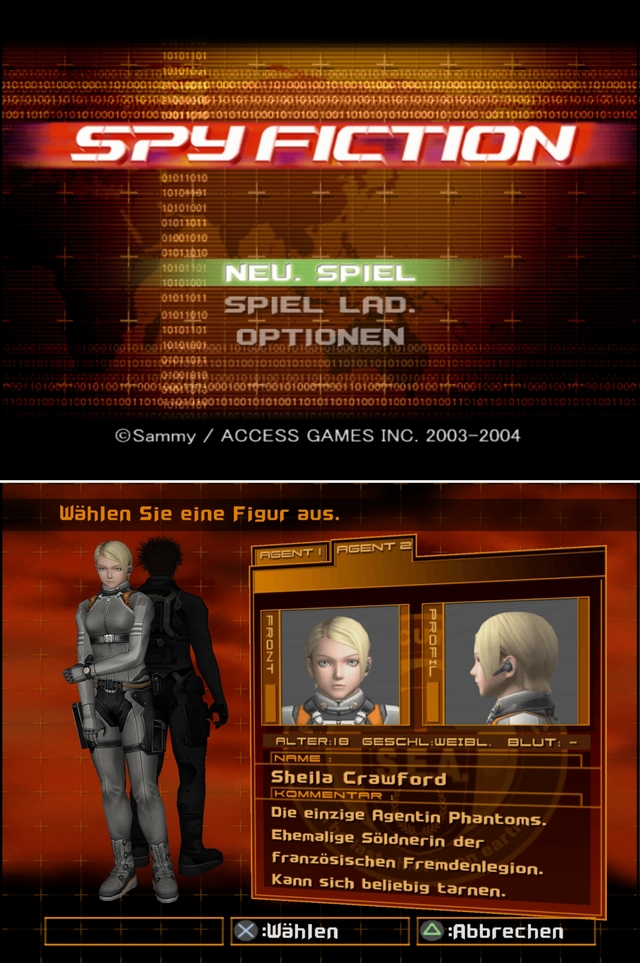 SPY FICTION
NEU. SPIEL
SPIEL LAD.
OPTIONEN
©Sammy / ACCESS GAMES INC. 2003-2004
Wählen Sie eine Figur aus.
AGENT 1 AGENT 2
FRONT
PROFIL
ALTER:18 GESCHL:WEIBL. BLUT: -
NAME :
Sheila Crawford
KOMMENTAR :
Die einzige Agentin Phantoms.
Ehemalige Söldnerin der
französischen Fremdenlegion.
Kann sich beliebig tarnen.
:Wählen
:Abbrechen